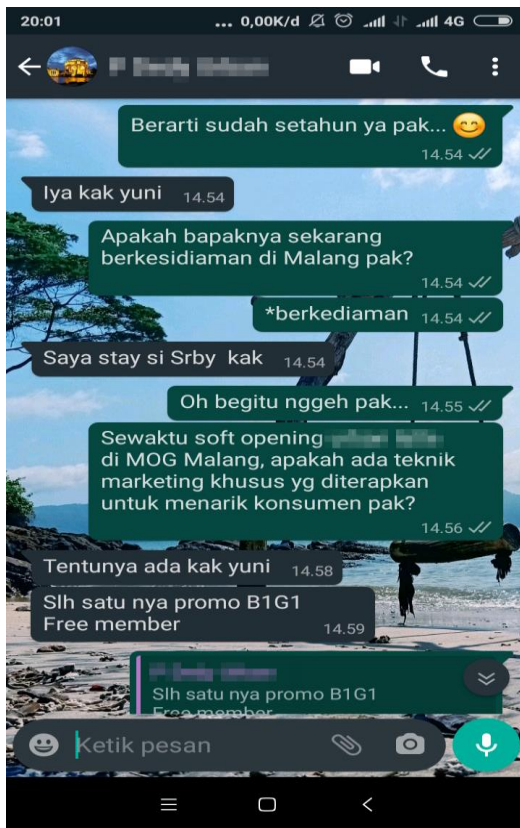 20:01
... 0,00K/d 4G
Berarti sudah setahun ya pak... 😊
14.54
Iya kak yuni 14.54
Apakah bapaknya sekarang
berkesidiaman di Malang pak?
14.54
*berkediaman 14.54
Saya stay si Srby kak 14.54
Oh begitu nggeh pak... 14.55
Sewaktu soft opening
di MOG Malang, apakah ada teknik
marketing khusus yg diterapkan
untuk menarik konsumen pak?
14.56
Tentunya ada kak yuni 14.58
Slh satu nya promo B1G1
Free member 14.59
Slh satu nya promo B1G1
Free member
Ketik pesan